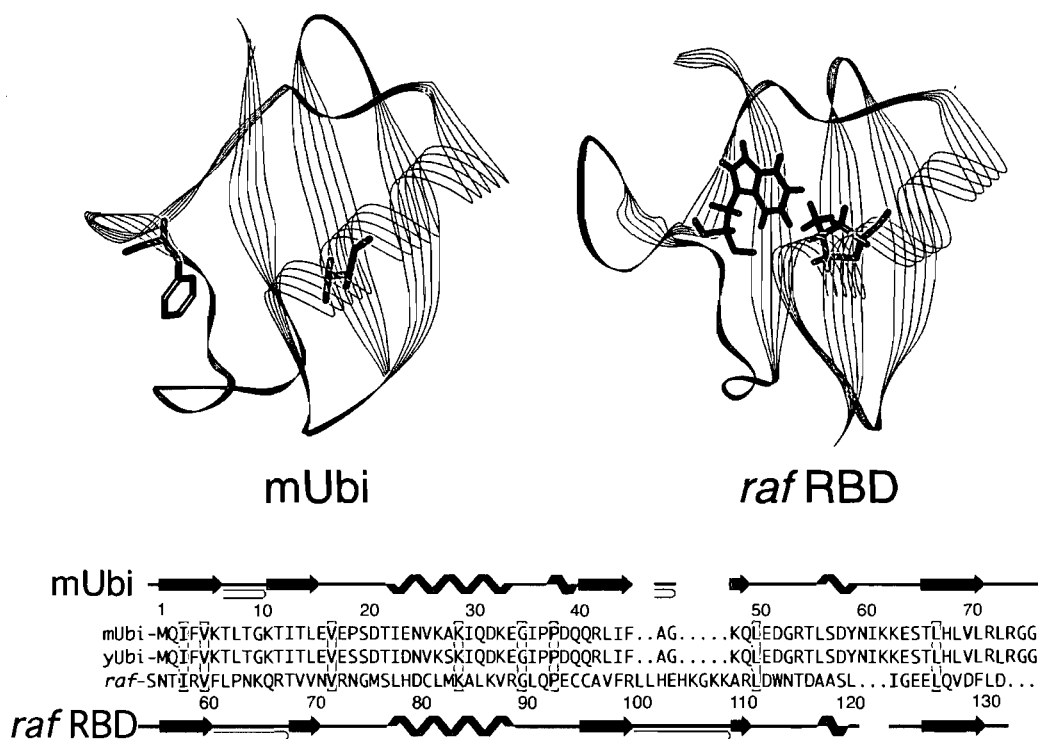 mUbi
raf RBD
mUbi
1 10 20 30 40 50 60 70
mUbi-MQIFVKTLTGKTITLEVEPSDTIENVKAKIQDKEGIPPDQQRLIF..AG.....KQLEDGRTLSDYNIKKESTLHLVLRLRGG
yUbi-MQIFVKTLTGKTITLEVESSDTIDNVKSKIQDKEGIPPDQQRLIF..AG.....KQLEDGRTLSDYNIKKESTLHLVLRLRGG
raf-SNTIRVFLPNKQRTVVNVRNGMSLHDCLMKALKVRGLQPECCAVFRLLHEHKGKKARLDWNTDAASL...IGEELQVDFLD...
60 70 80 90 100 110 120 130
raf RBD